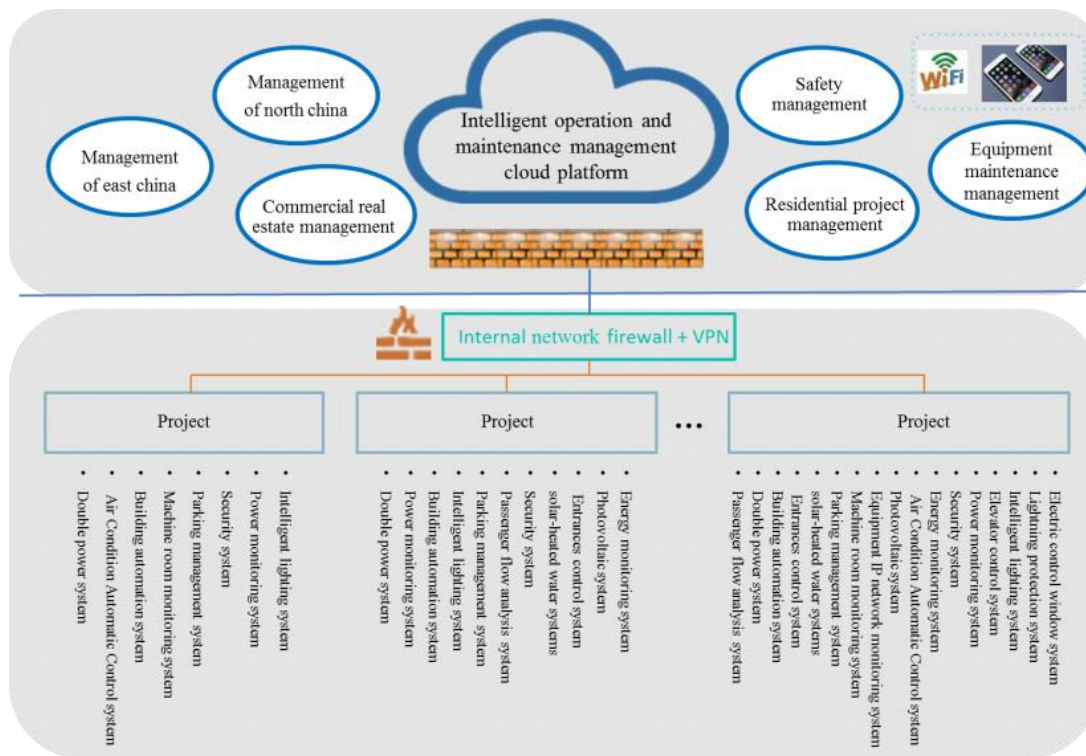 Management
of north china
Management
of east china
Commercial real
estate management
Intelligent operation and
maintenance management
cloud platform
Safety
management
WiFi
Residential project
management
Equipment
maintenance
management
Internal network firewall + VPN
Project
Project
...
Project
• Double power system
• Air Condition Automatic Control system
• Building automation system
• Machine room monitoring system
• Parking management system
• Security system
• Power monitoring system
• Intelligent lighting system
• Double power system
• Power monitoring system
• Building automation system
• Intelligent lighting system
• Parking management system
• Passenger flow analysis system
• Security system
• solar-heated water systems
• Entrances control system
• Photovoltaic system
• Energy monitoring system
• Passenger flow analysis system
• Double power system
• Building automation system
• Entrances control system
• solar-heated water systems
• Parking management system
• Machine room monitoring system
• Equipment IP network monitoring system
• Photovoltaic system
• Air Condition Automatic Control system
• Energy monitoring system
• Security system
• Power monitoring system
• Elevator control system
• Intelligent lighting system
• Lightning protection system
• Electric control window system